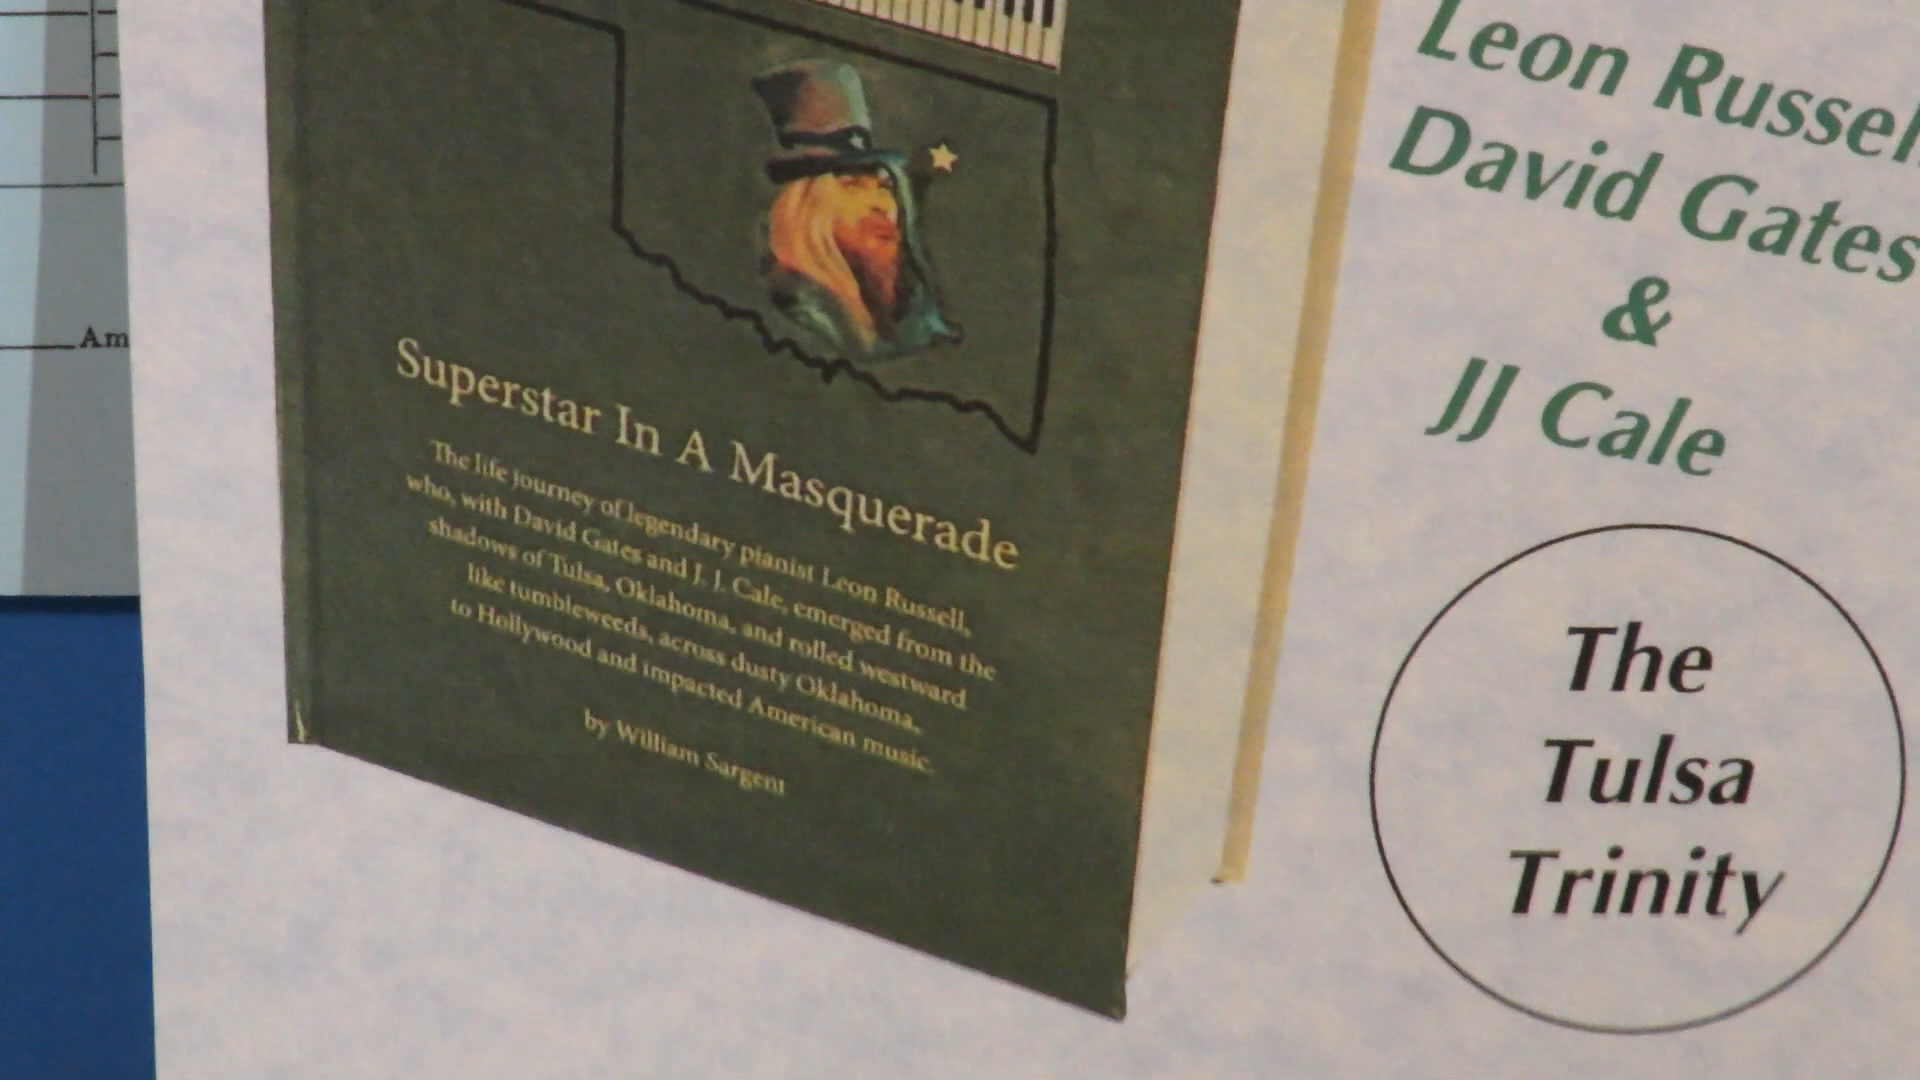 Am
Superstar In A Masquerade
The life journey of legendary pianist Leon Russell,
who, with David Gates and J. J. Cale, emerged from the
shadows of Tulsa, Oklahoma, and rolled westward
like tumbleweeds, across dusty Oklahoma,
to Hollywood and impacted American music.
by William Sargent
Leon Russell
David Gates
&
JJ Cale
The
Tulsa
Trinity